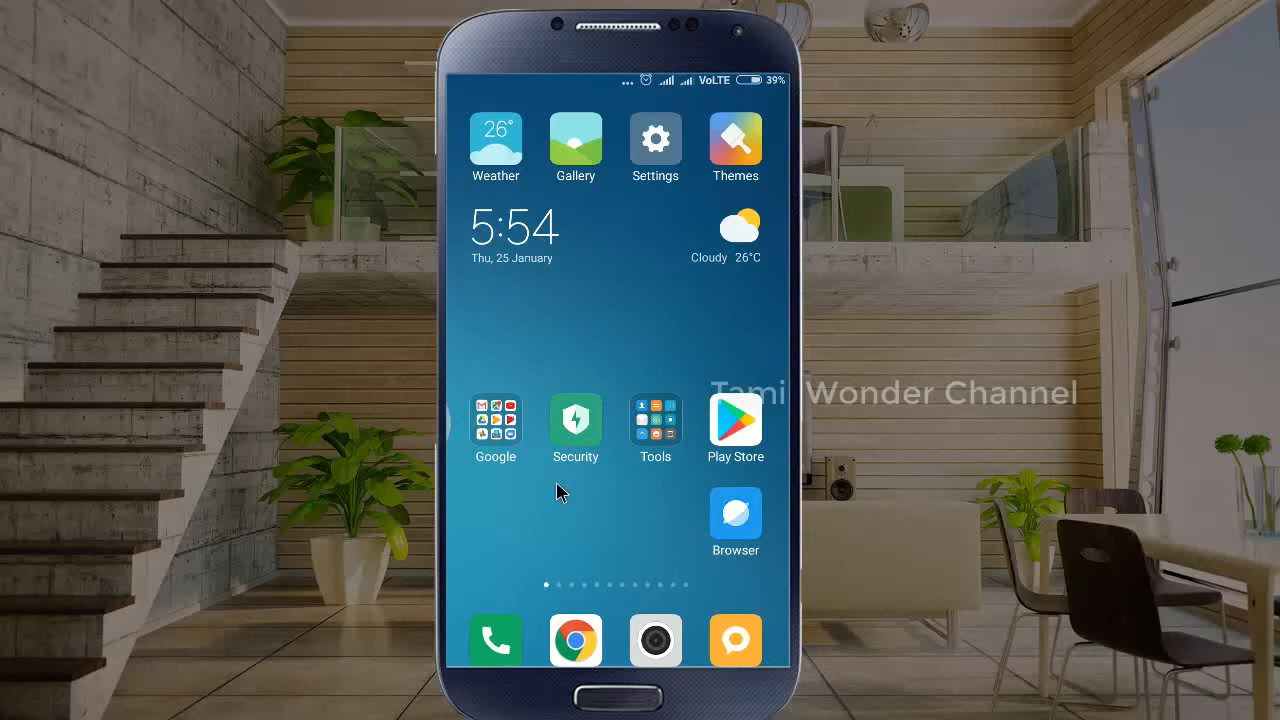 VoLTE 39%
26°
Weather Gallery Settings Themes
5:54
Thu, 25 January Cloudy 26°C
Tami Wonder Channel
Google Security Tools Play Store
Browser